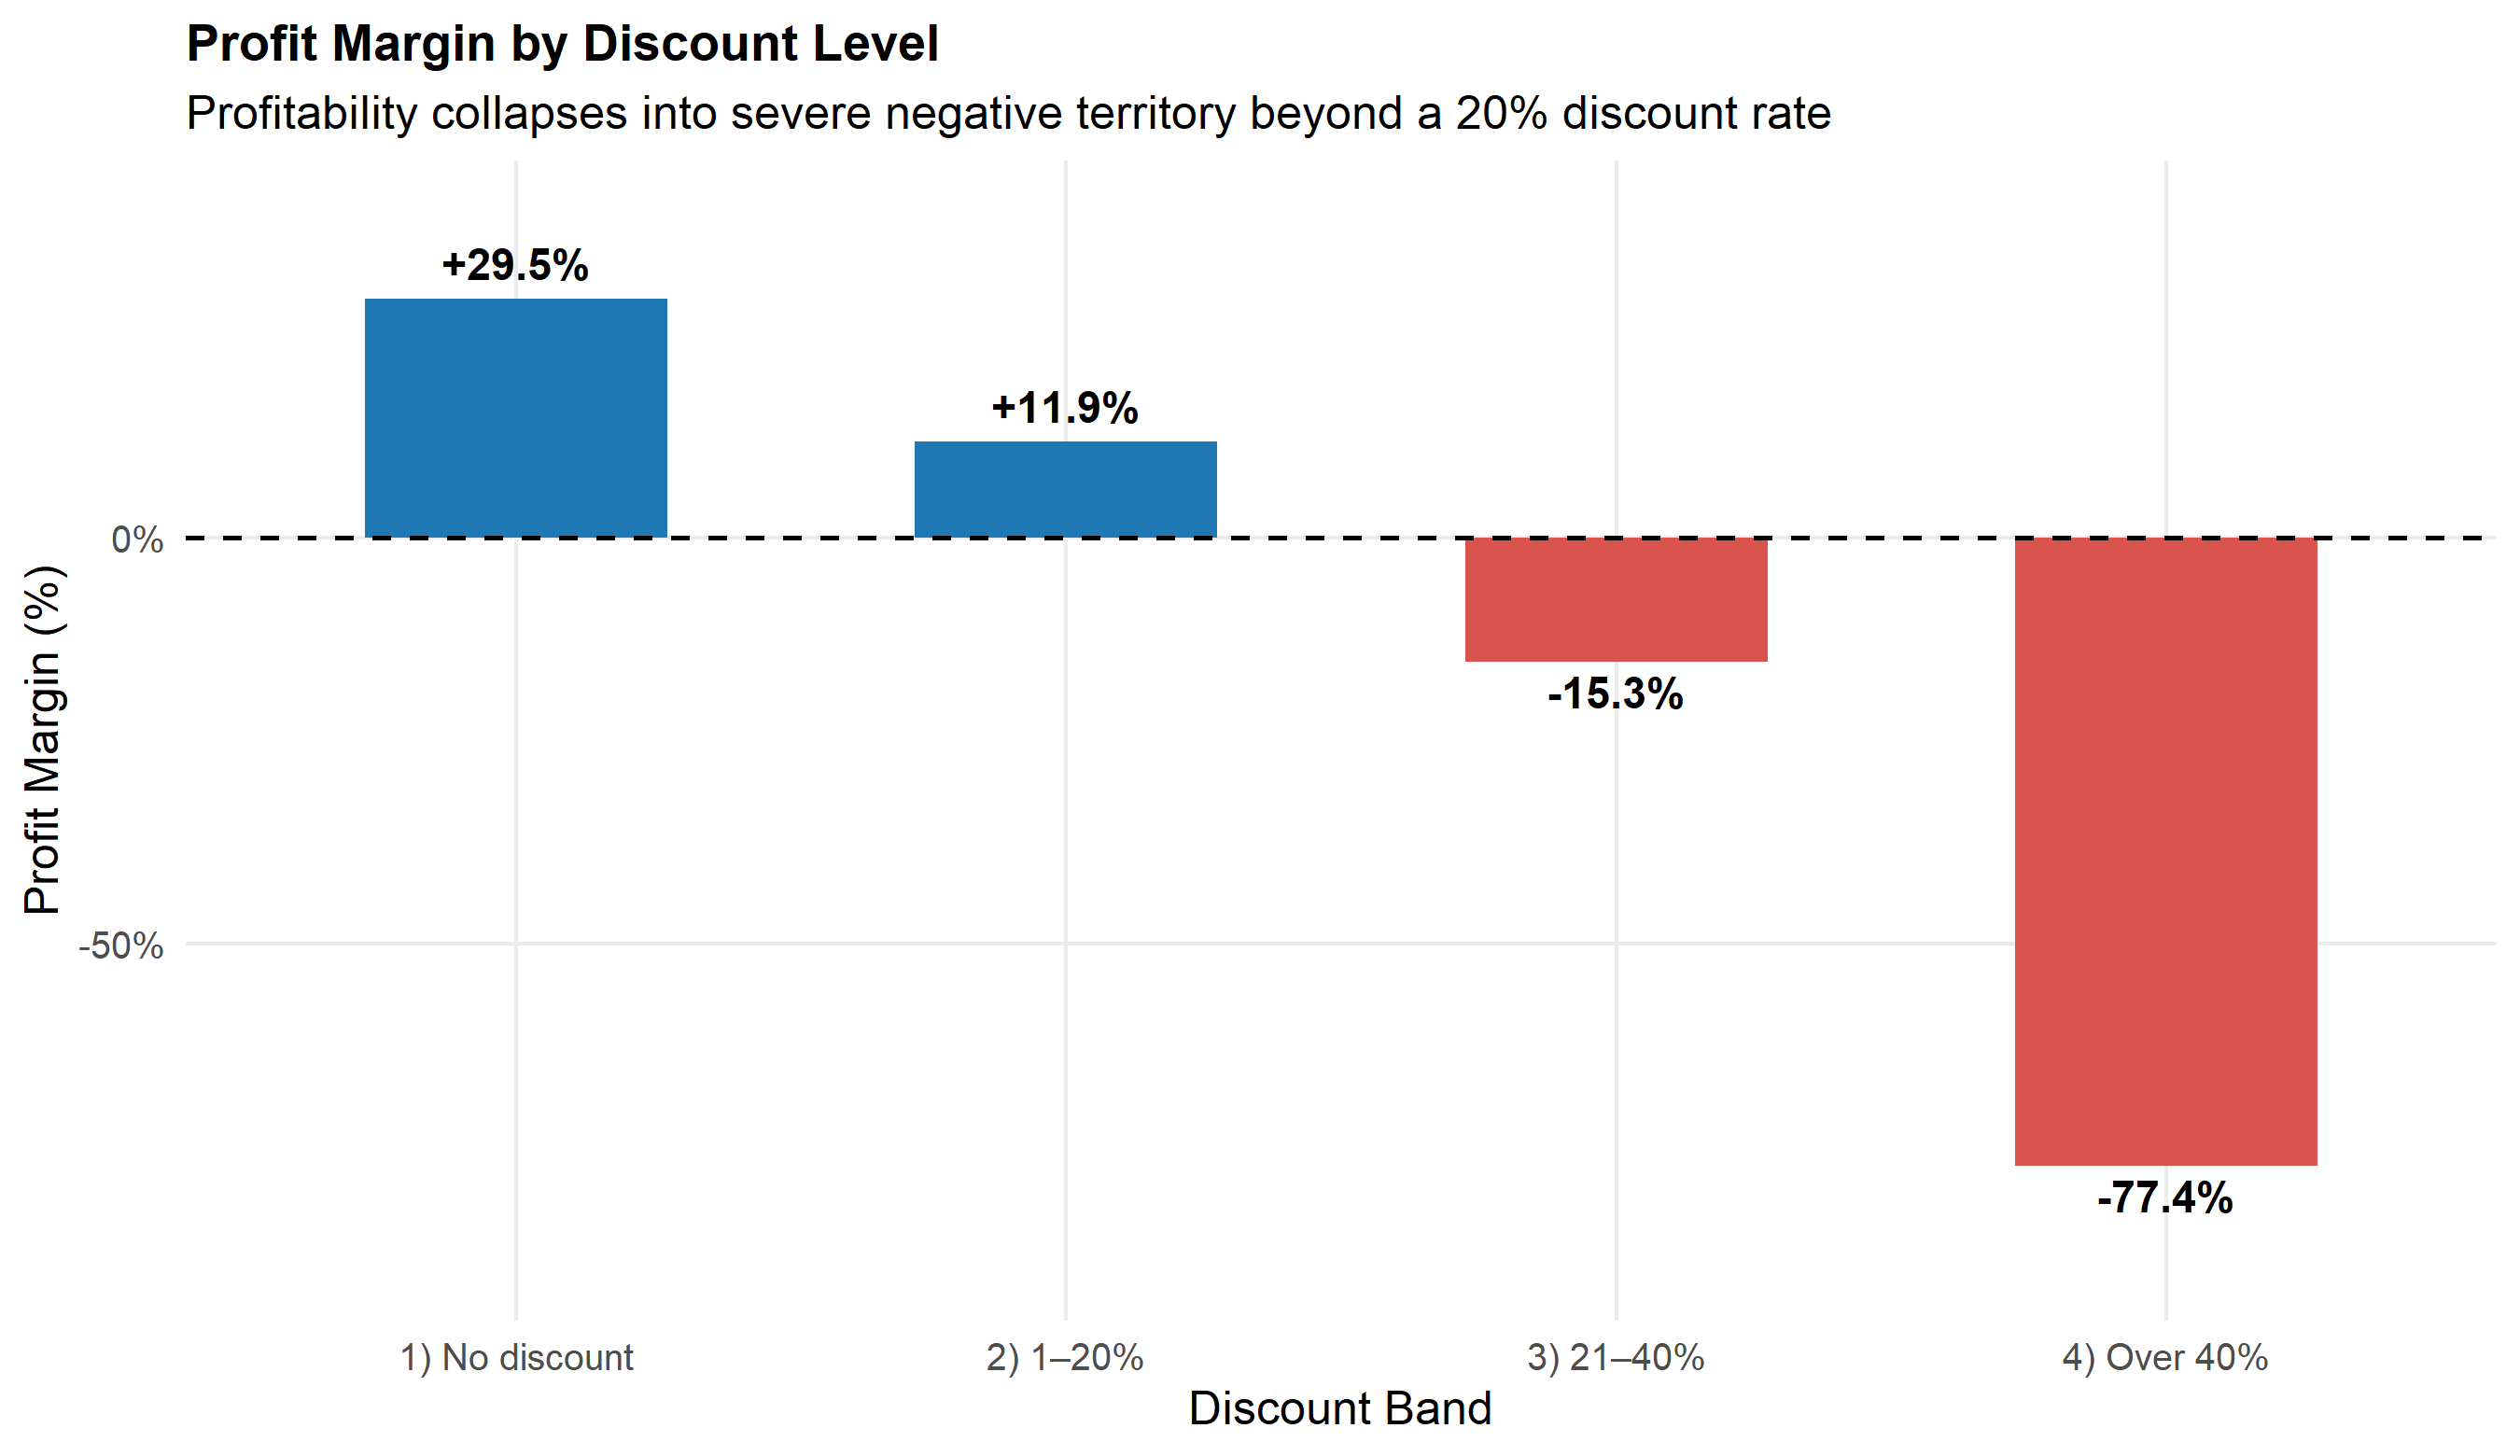 Profit Margin by Discount Level
Profitability collapses into severe negative territory beyond a 20% discount rate
+29.5%
+11.9%
0%
-15.3%
Profit Margin (%)
-50%
-77.4%
1) No discount
2) 1–20%
3) 21–40%
4) Over 40%
Discount Band